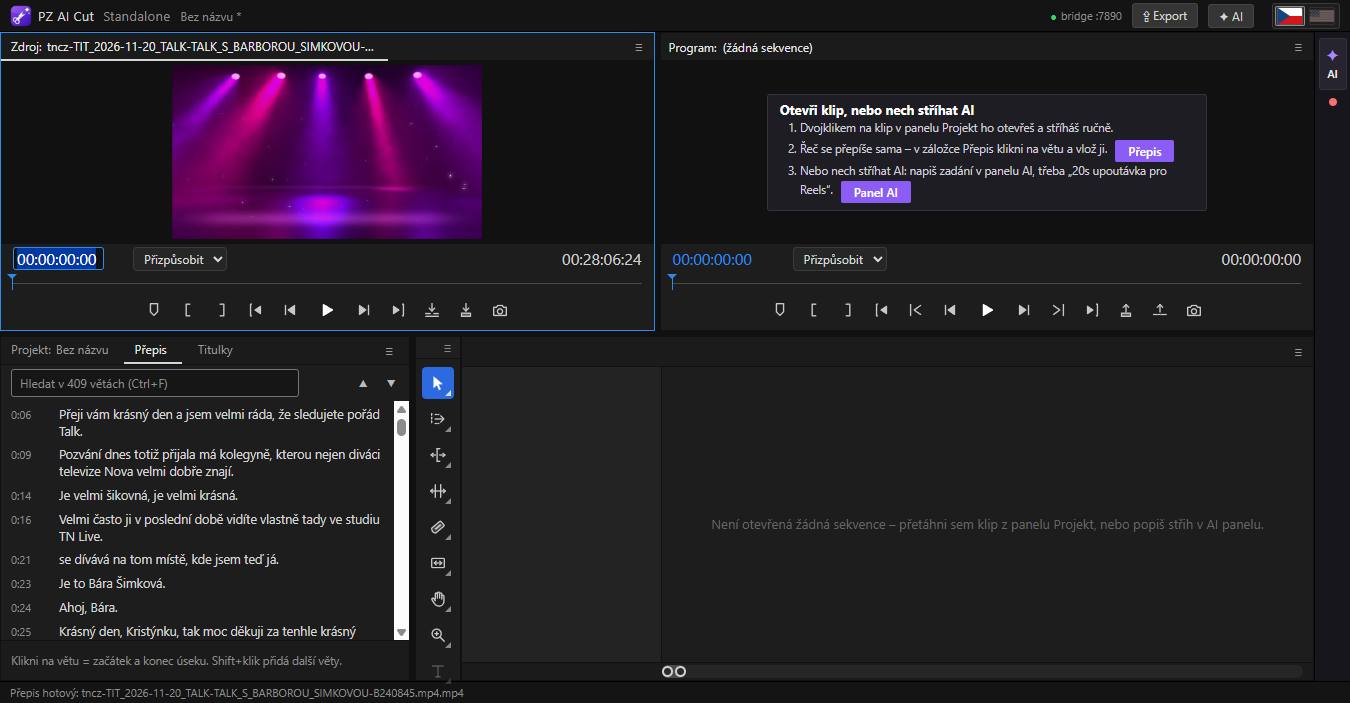 PZ AI Cut Standalone Bez názvu *
bridge :7890 Export AI
Zdroj: tncz-TIT_2026-11-20_TALK-TALK_S_BARBOROU_SIMKOVOU-...
Program: (žádná sekvence)
AI
Otevři klip, nebo nech stříhat AI
1. Dvojklikem na klip v panelu Projekt ho otevřeš a stříháš ručně.
2. Řeč se přepíše sama – v záložce Přepis klikni na větu a vlož ji. Přepis
3. Nebo nech stříhat AI: napiš zadání v panelu AI, třeba „20s upoutávka pro
Reels“. Panel AI
00:00:00:00 Přizpůsobit 00:28:06:24
00:00:00:00 Přizpůsobit 00:00:00:00
Projekt: Bez názvu Přepis Titulky
Hledat v 409 větách (Ctrl+F)
0:06 Přeji vám krásný den a jsem velmi ráda, že sledujete pořád
Talk.
0:09 Pozvání dnes totiž přijala má kolegyně, kterou nejen diváci
televize Nova velmi dobře znají.
0:14 Je velmi šikovná, je velmi krásná.
0:16 Velmi často ji v poslední době vidíte vlastně tady ve studiu
TN Live.
0:21 se dívává na tom místě, kde jsem teď já.
0:23 Je to Bára Šimková.
0:24 Ahoj, Bára.
0:25 Krásný den, Kristýnku, tak moc děkuji za tenhle krásný
Klikni na větu = začátek a konec úseku. Shift+klik přidá další věty.
Není otevřená žádná sekvence – přetáhni sem klip z panelu Projekt, nebo popiš střih v AI panelu.
Přepis hotový: tncz-TIT_2026-11-20_TALK-TALK_S_BARBOROU_SIMKOVOU-B240845.mp4.mp4